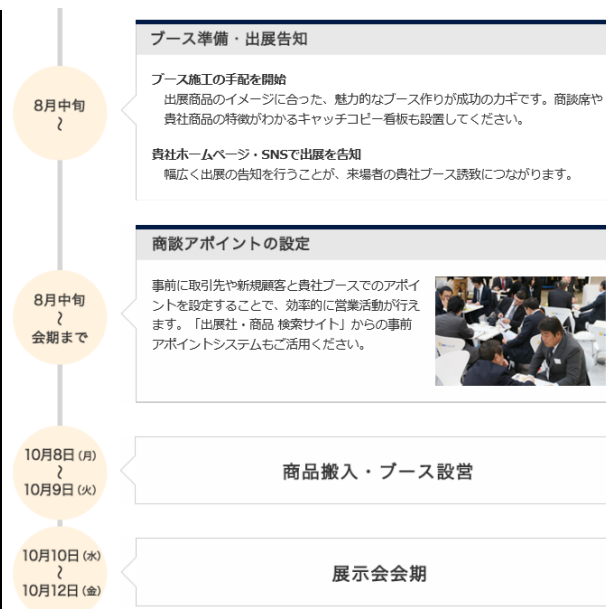 ブース準備・出展告知
8月中旬
～
ブース施工の手配を開始
出展商品のイメージに合った、魅力的なブース作りが成功のカギです。商談席や
貴社商品の特徴がわかるキャッチコピー看板も設置してください。
貴社ホームページ・SNSで出展を告知
幅広く出展の告知を行うことが、来場者の貴社ブース誘致につながります。
商談アポイントの設定
8月中旬
～
会期まで
事前に取引先や新規顧客と貴社ブースでのアポイ
ントを設定することで、効率的に営業活動が行え
ます。「出展社・商品 検索サイト」からの事前
アポイントシステムもご活用ください。
10月8日（月）
～
10月9日（火）
商品搬入・ブース設営
10月10日（水）
～
10月12日（金）
展示会会期